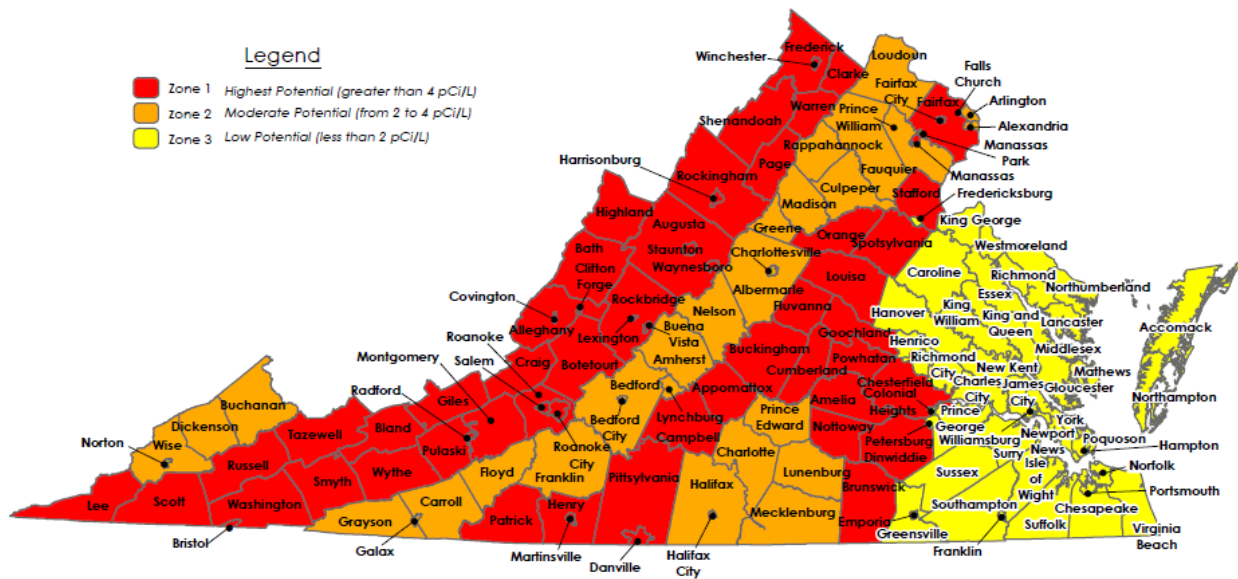 Legend
Zone 1 Highest Potential (greater than 4 pCi/L)
Zone 2 Moderate Potential (from 2 to 4 pCi/L)
Zone 3 Low Potential (less than 2 pCi/L)
Winchester
Frederick
Clarke
Loudoun
Falls
Church
Fairfax
City
Fairfax
Arlington
Alexandria
Warren
Prince
William
Manassas
Park
Manassas
Shenandoah
Rappahannock
Fauquier
Page
Harrisonburg
Rockingham
Culpeper
Madison
Stafford
Fredericksburg
King George
Highland
Augusta
Greene
Orange
Spotsylvania
Westmoreland
Bath
Staunton
Charlottesville
Caroline
Richmond
Northumberland
Clifton
Forge
Waynesboro
Louisa
Essex
Albermarle
Covington
Rockbridge
Nelson
Fluvanna
Hanover
King
William
King and
Queen
Lancaster
Accomack
Alleghany
Lexington
Buena
Vista
Goochland
Henrico
Middlesex
Roanoke
Craig
Botetourt
Amherst
Buckingham
Cumberland
Powhatan
Richmond
City
New Kent
Mathews
Montgomery
Salem
Chesterfield
Charles
City
James
City
Gloucester
Northampton
Radford
Giles
Bedford
Appomattox
Amelia
Colonial
Heights
Buchanan
Dickenson
Bland
Bedford
City
Lynchburg
Prince
Edward
Prince
George
York
Norton
Wise
Tazewell
Pulaski
Roanoke
City
Campbell
Nottoway
Petersburg
Dinwiddie
Williamsburg
Newport
News
Poquoson
Hampton
Russell
Wythe
Floyd
Franklin
Charlotte
Surry
Smyth
Pittsylvania
Lunenburg
Sussex
Isle
of
Wight
Norfolk
Lee
Scott
Washington
Carroll
Halifax
Brunswick
Southampton
Portsmouth
Grayson
Patrick
Henry
Mecklenburg
Emporia
Suffolk
Chesapeake
Bristol
Galax
Martinsville
Danville
Halifax
City
Greensville
Franklin
Virginia
Beach